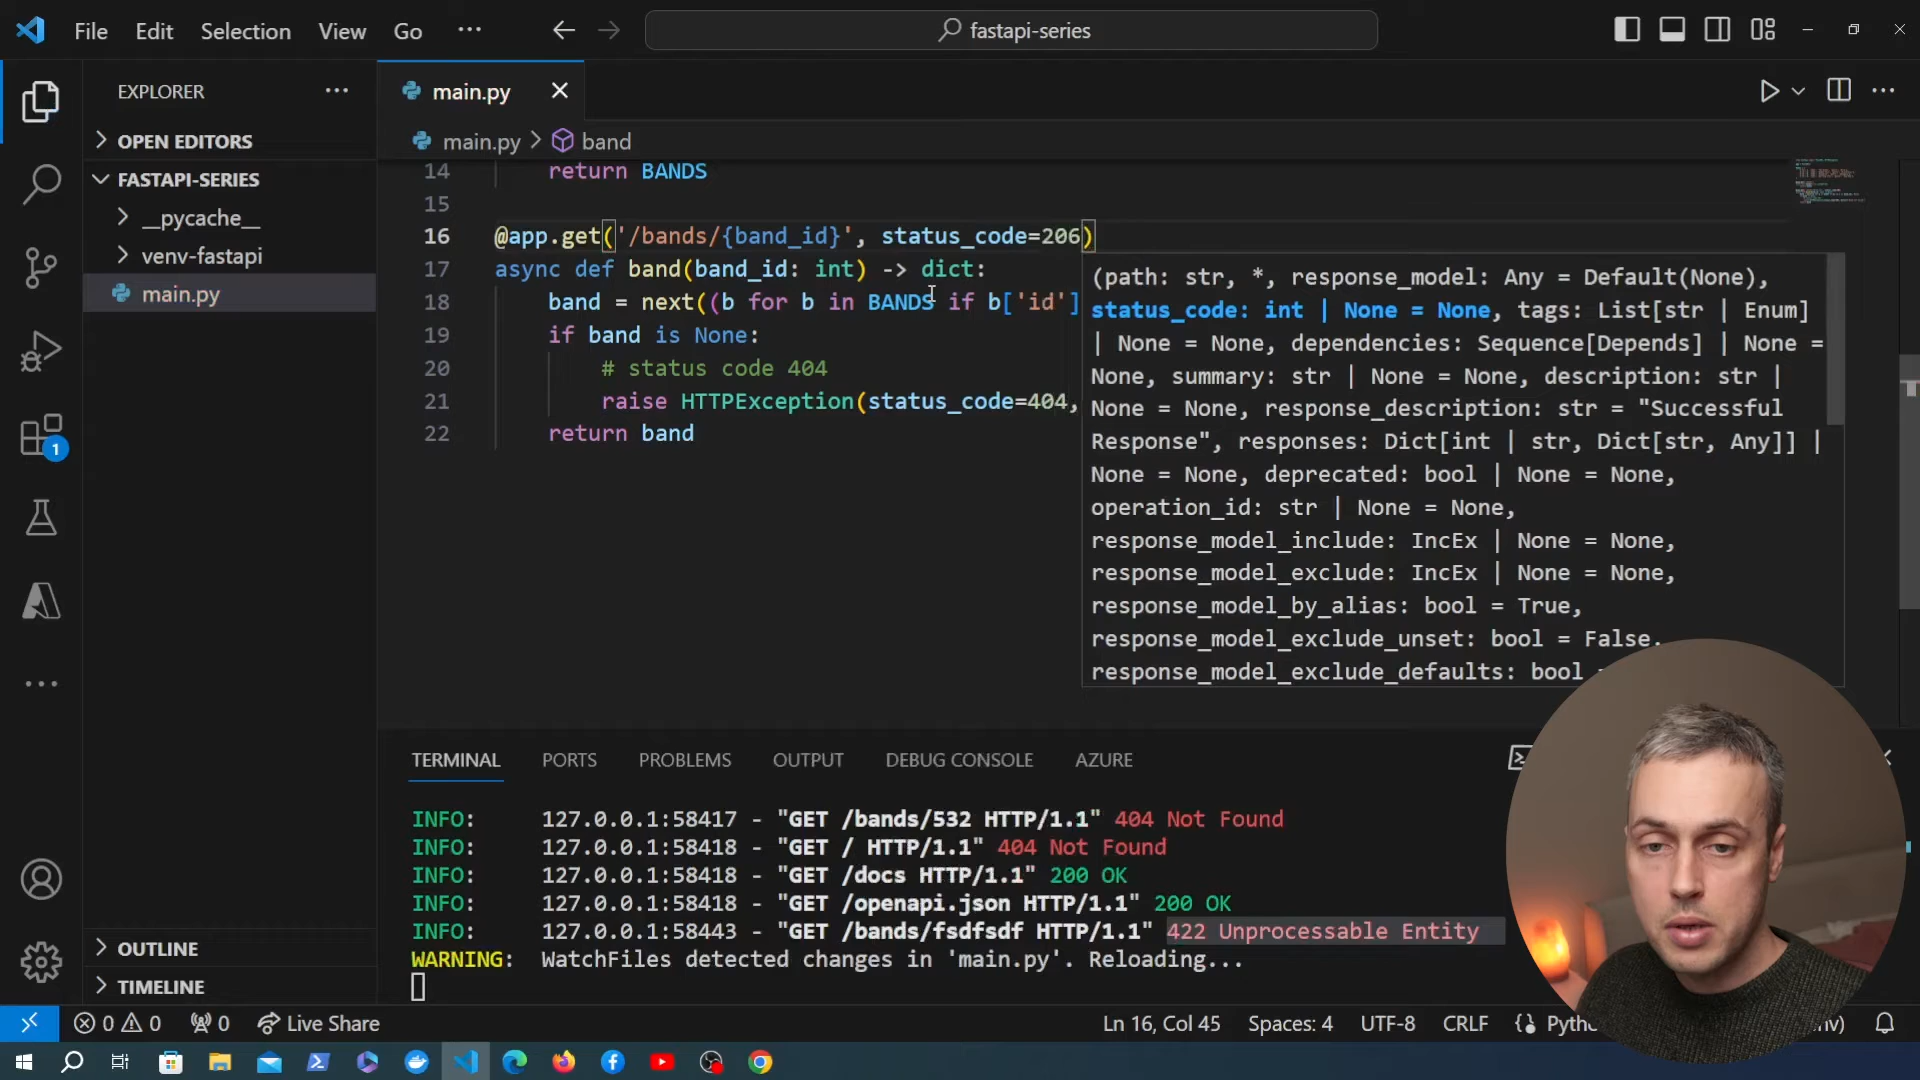 File Edit Selection View Go ···
fastapi-series
EXPLORER
OPEN EDITORS
FASTAPI-SERIES
__pycache__
venv-fastapi
main.py
main.py
main.py > band
14 return BANDS
15
16 @app.get('/bands/{band_id}', status_code=206)
17 async def band(band_id: int) -> dict:
18 band = next((b for b in BANDS if b['id']
19 if band is None:
20 # status code 404
21 raise HTTPException(status_code=404,
22 return band
(path: str, *, response_model: Any = Default(None),
status_code: int | None = None, tags: List[str | Enum]
| None = None, dependencies: Sequence[Depends] | None =
None, summary: str | None = None, description: str |
None = None, response_description: str = "Successful
Response", responses: Dict[int | str, Dict[str, Any]] |
None = None, deprecated: bool | None = None,
operation_id: str | None = None,
response_model_include: IncEx | None = None,
response_model_exclude: IncEx | None = None,
response_model_by_alias: bool = True,
response_model_exclude_unset: bool = False,
response_model_exclude_defaults: bool
1
TERMINAL PORTS PROBLEMS OUTPUT DEBUG CONSOLE AZURE
INFO: 127.0.0.1:58417 - "GET /bands/532 HTTP/1.1" 404 Not Found
INFO: 127.0.0.1:58418 - "GET / HTTP/1.1" 404 Not Found
INFO: 127.0.0.1:58418 - "GET /docs HTTP/1.1" 200 OK
INFO: 127.0.0.1:58418 - "GET /openapi.json HTTP/1.1" 200 OK
INFO: 127.0.0.1:58443 - "GET /bands/fsdfsdf HTTP/1.1" 422 Unprocessable Entity
WARNING: WatchFiles detected changes in 'main.py'. Reloading...
OUTLINE
TIMELINE
0 0 0 Live Share Ln 16, Col 45 Spaces: 4 UTF-8 CRLF